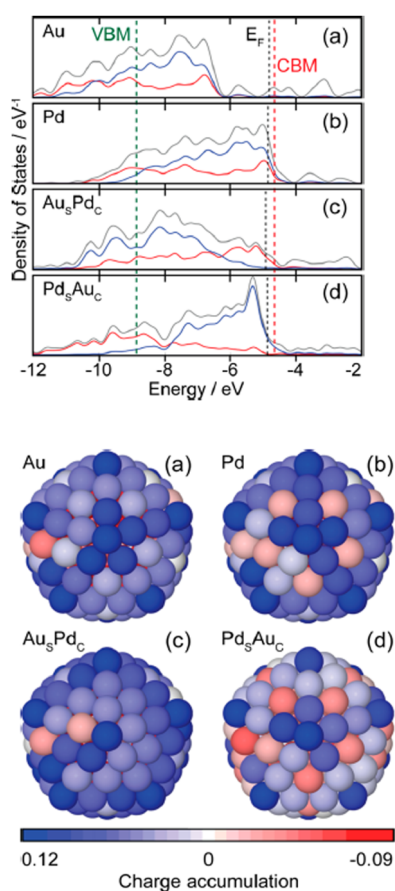 Au VBM E_F (a)
CBM
Pd (b)
Au_SPd_C (c)
Pd_SAu_C (d)
Density of States / eV⁻¹
-12 -10 -8 -6 -4 -2
Energy / eV
Au (a) Pd (b)
Au_SPd_C (c) Pd_SAu_C (d)
0.12 0 -0.09
Charge accumulation